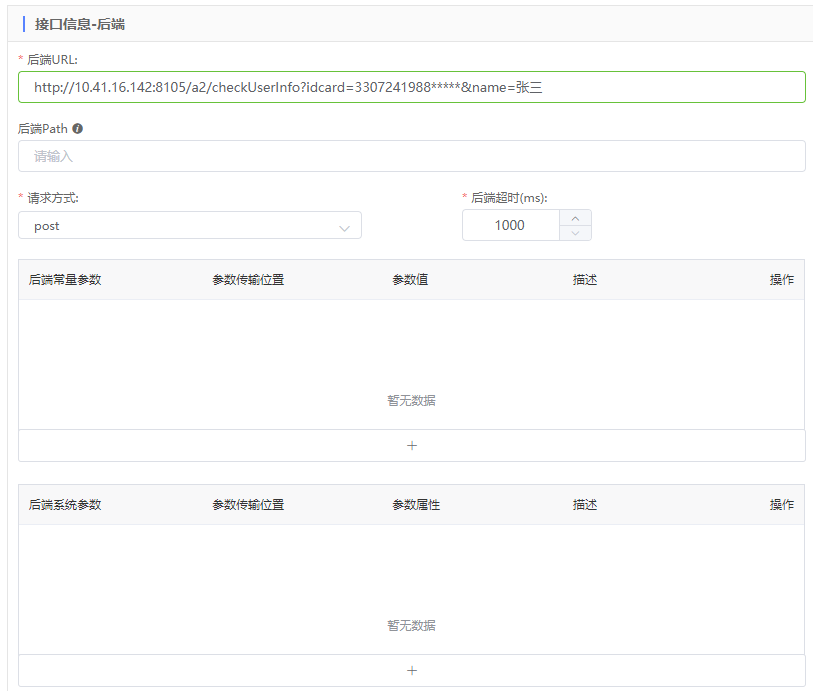 接口信息-后端
* 后端URL:
http://10.41.16.142:8105/a2/checkUserInfo?idcard=3307241988*****&name=张三
后端Path
请输入
* 请求方式: * 后端超时(ms):
post 1000
后端常量参数 参数传输位置 参数值 描述 操作
暂无数据
+
后端系统参数 参数传输位置 参数属性 描述 操作
暂无数据
+